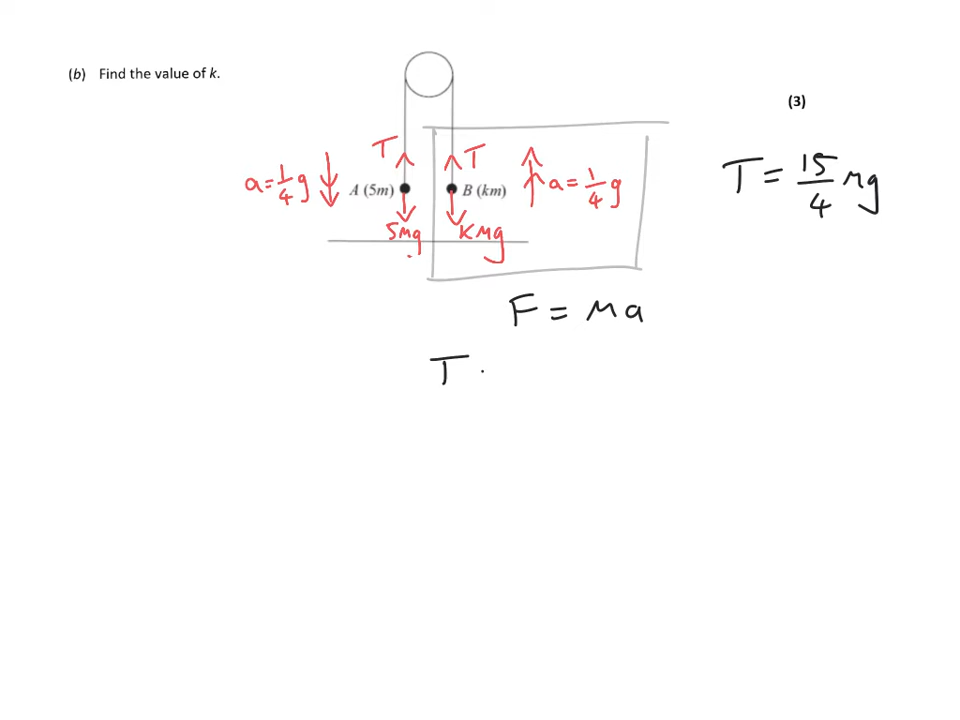 (b) Find the value of k.
(3)
T T
a = 1/4 g A (5m) B (km) a = 1/4 g
5mg kmg
T = 15/4 mg
F = ma
T